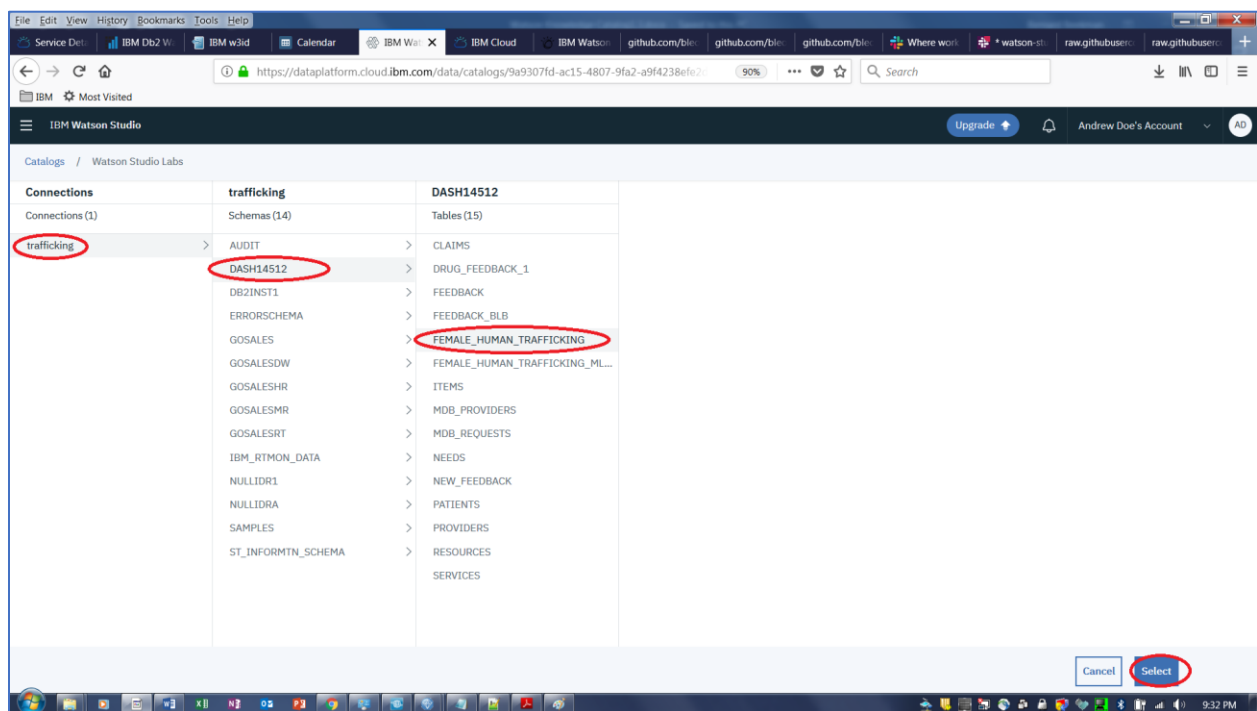 File Edit View History Bookmarks Tools Help
Service Det IBM Db2 W IBM w3id Calendar IBM Wat X IBM Cloud IBM Watson github.com/blec github.com/blec github.com/blec Where work * watson-st raw.githubuserc raw.githubuserc
https://dataplatform.cloud.ibm.com/data/catalogs/9a9307fd-ac15-4807-9fa2-a9f4238efe2 90% Search
IBM Most Visited
IBM Watson Studio Upgrade Andrew Doe's Account AD
Catalogs / Watson Studio Labs
Connections trafficking DASH14512
Connections (1) Schemas (14) Tables (15)
trafficking AUDIT CLAIMS
DASH14512 DRUG_FEEDBACK_1
DB2INST1 FEEDBACK
ERRORSCHEMA FEEDBACK_BLB
GOSALES FEMALE_HUMAN_TRAFFICKING
GOSALESDW FEMALE_HUMAN_TRAFFICKING_ML...
GOSALESHR ITEMS
GOSALESMR MDB_PROVIDERS
GOSALESRT MDB_REQUESTS
IBM_RTMON_DATA NEEDS
NULLIDR1 NEW_FEEDBACK
NULLIDRA PATIENTS
SAMPLES PROVIDERS
ST_INFORMTN_SCHEMA RESOURCES
SERVICES
Cancel Select
9:32 PM